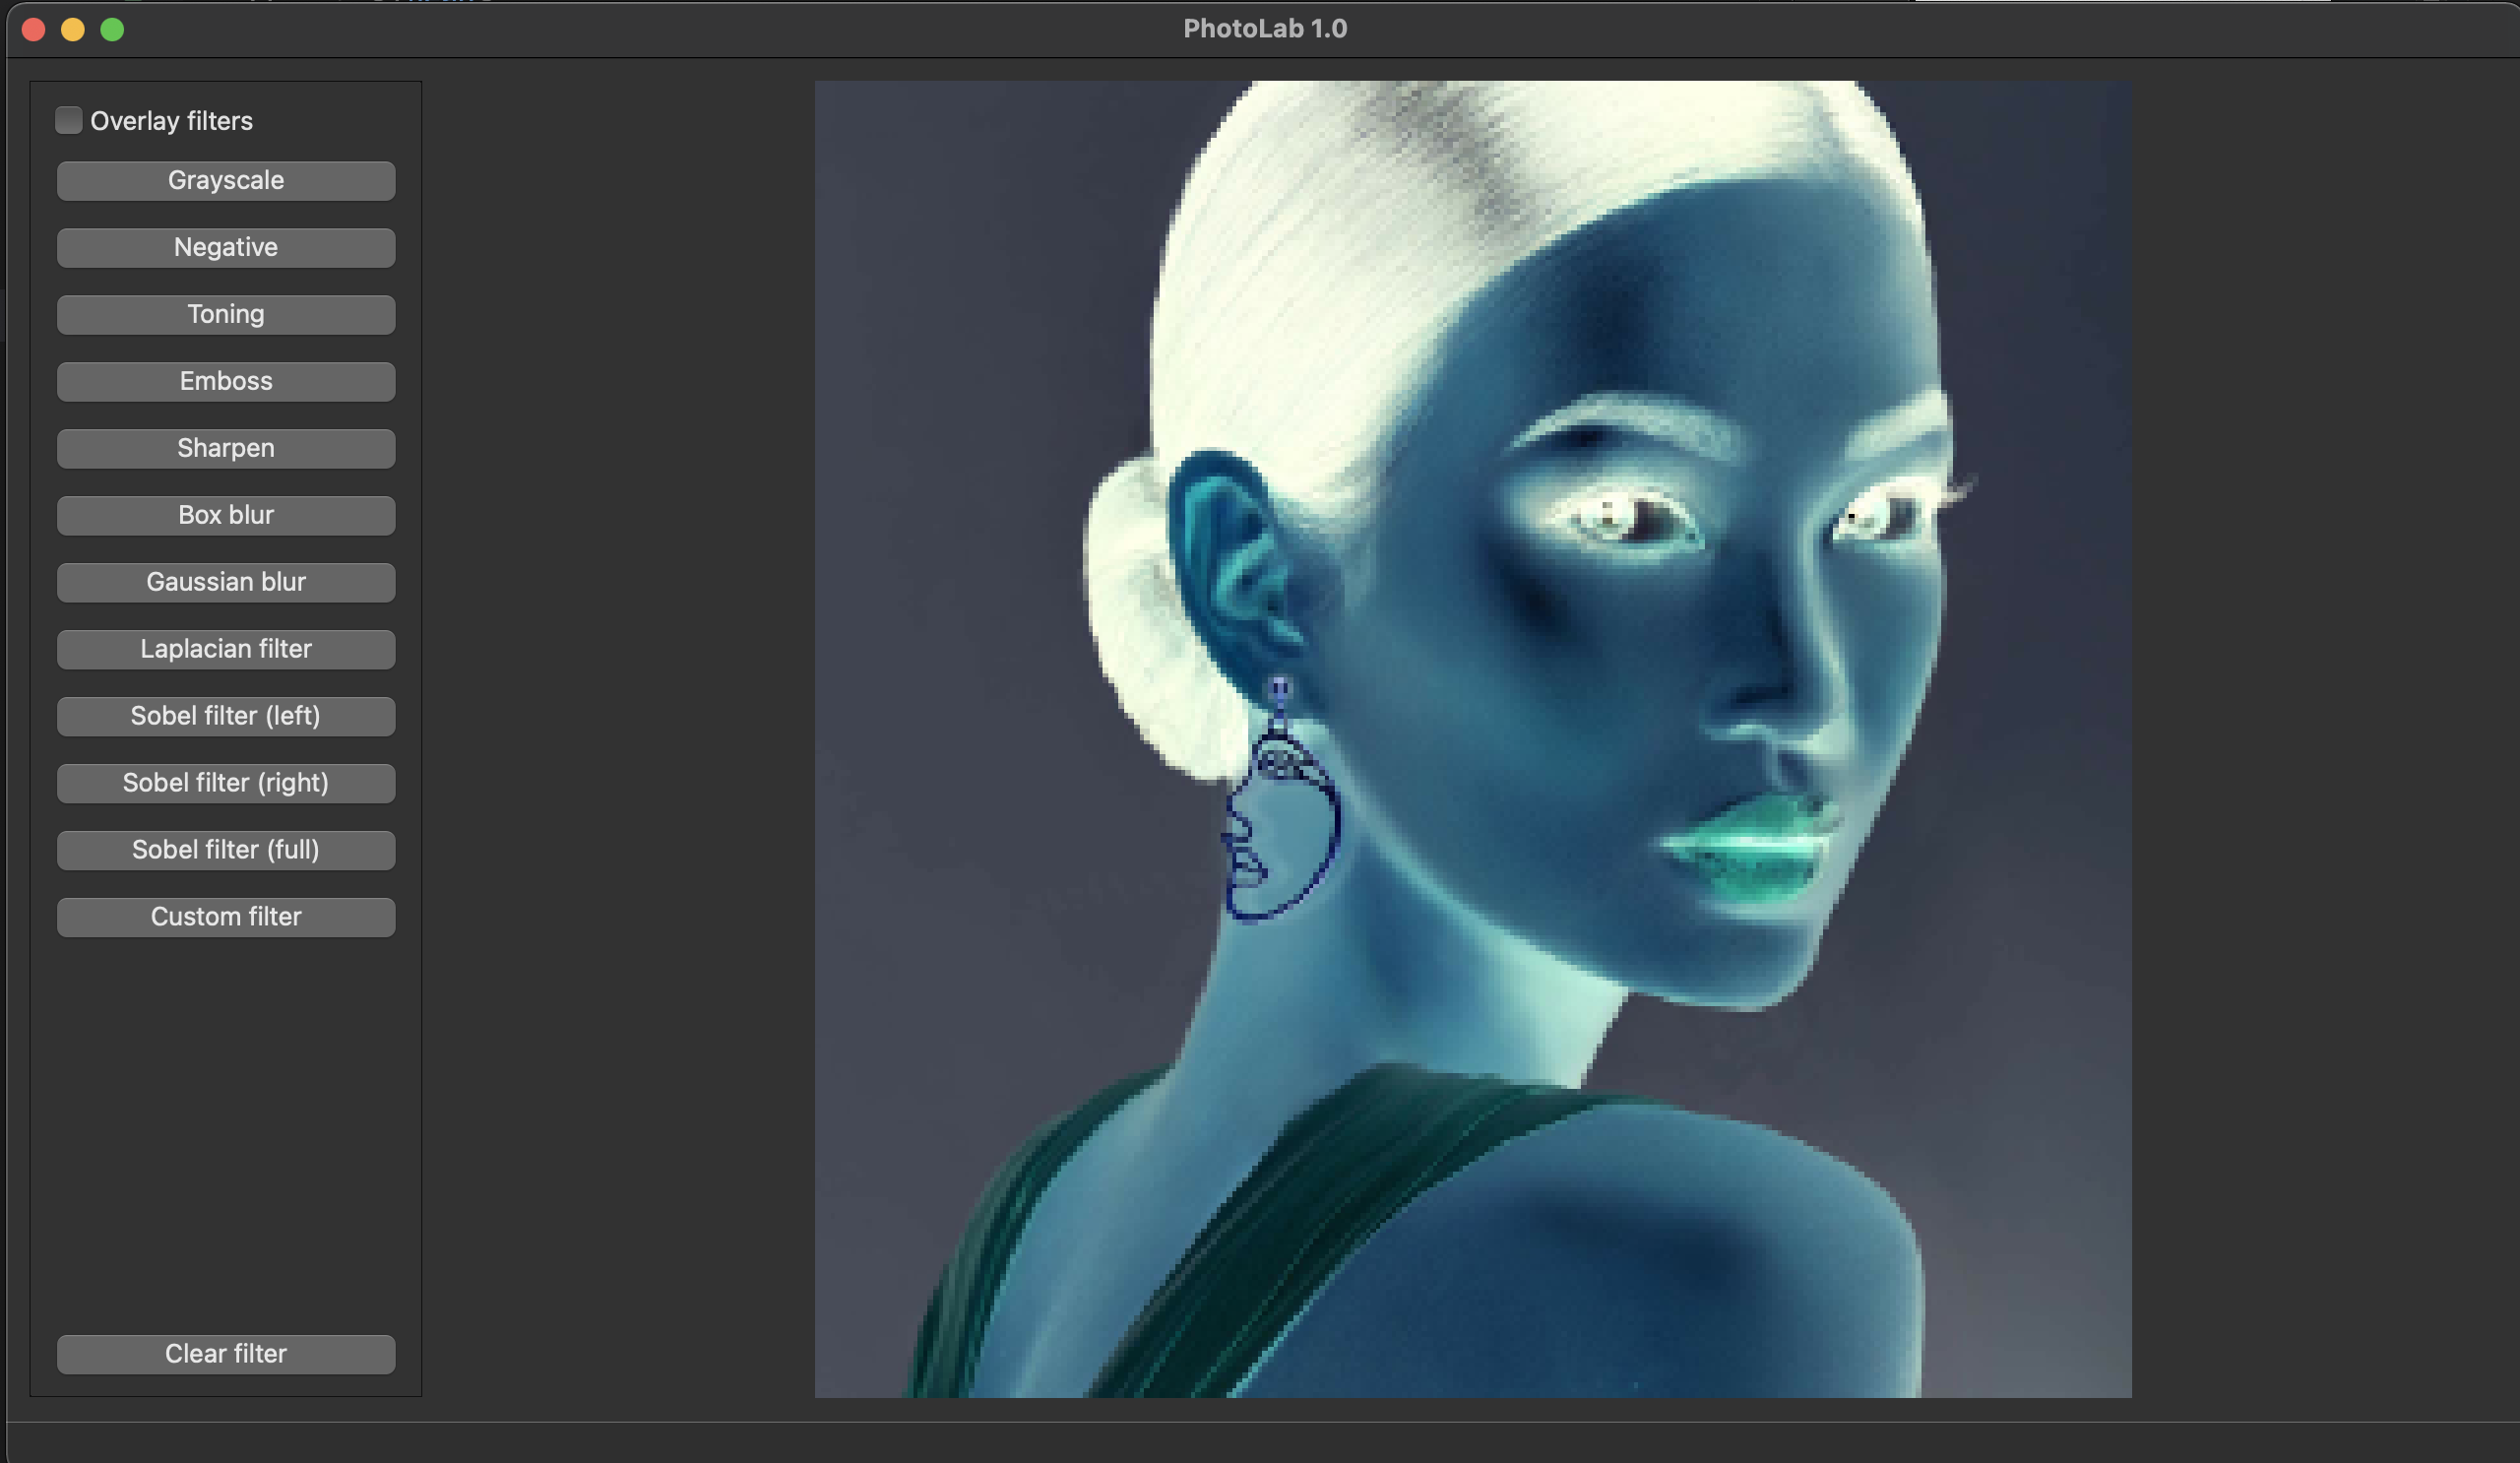 PhotoLab 1.0
Overlay filters
Grayscale
Negative
Toning
Emboss
Sharpen
Box blur
Gaussian blur
Laplacian filter
Sobel filter (left)
Sobel filter (right)
Sobel filter (full)
Custom filter
Clear filter